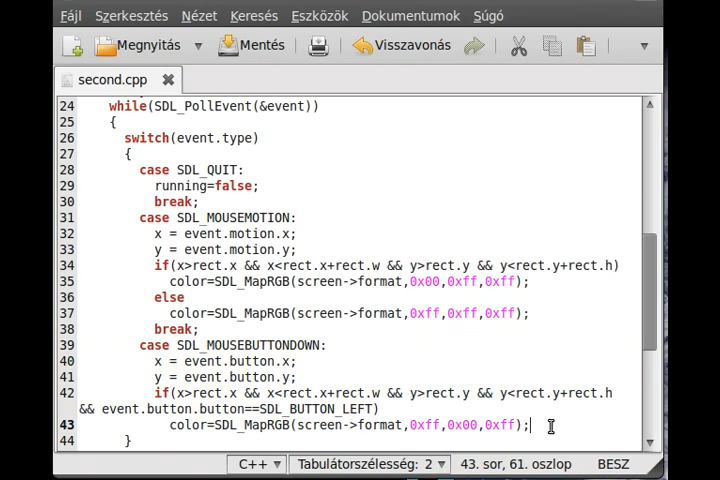 Fájl Szerkesztés Nézet Keresés Eszközök Dokumentumok Súgó
Megnyitás Mentés Visszavonás
second.cpp
24 while(SDL_PollEvent(&event))
25 {
26 switch(event.type)
27 {
28 case SDL_QUIT:
29 running=false;
30 break;
31 case SDL_MOUSEMOTION:
32 x = event.motion.x;
33 y = event.motion.y;
34 if(x>rect.x && x<rect.x+rect.w && y>rect.y && y<rect.y+rect.h)
35 color=SDL_MapRGB(screen->format,0x00,0xff,0xff);
36 else
37 color=SDL_MapRGB(screen->format,0xff,0xff,0xff);
38 break;
39 case SDL_MOUSEBUTTONDOWN:
40 x = event.button.x;
41 y = event.button.y;
42 if(x>rect.x && x<rect.x+rect.w && y>rect.y && y<rect.y+rect.h
&& event.button.button==SDL_BUTTON_LEFT)
43 color=SDL_MapRGB(screen->format,0xff,0x00,0xff);
44 }
C++ Tabulátorszélesség: 2 43. sor, 61. oszlop BESZ